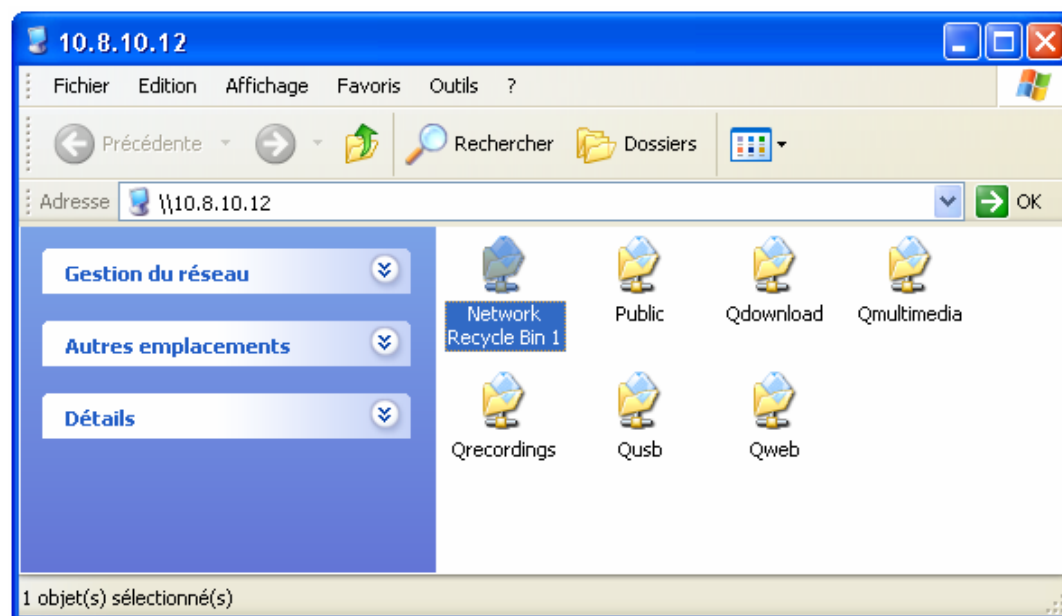 10.8.10.12
Fichier Edition Affichage Favoris Outils ?
Précédente Rechercher Dossiers
Adresse \\10.8.10.12 OK
Gestion du réseau
Autres emplacements
Détails
Network Recycle Bin 1
Public
Qdownload
Qmultimedia
Qrecordings
Qusb
Qweb
1 objet(s) sélectionné(s)